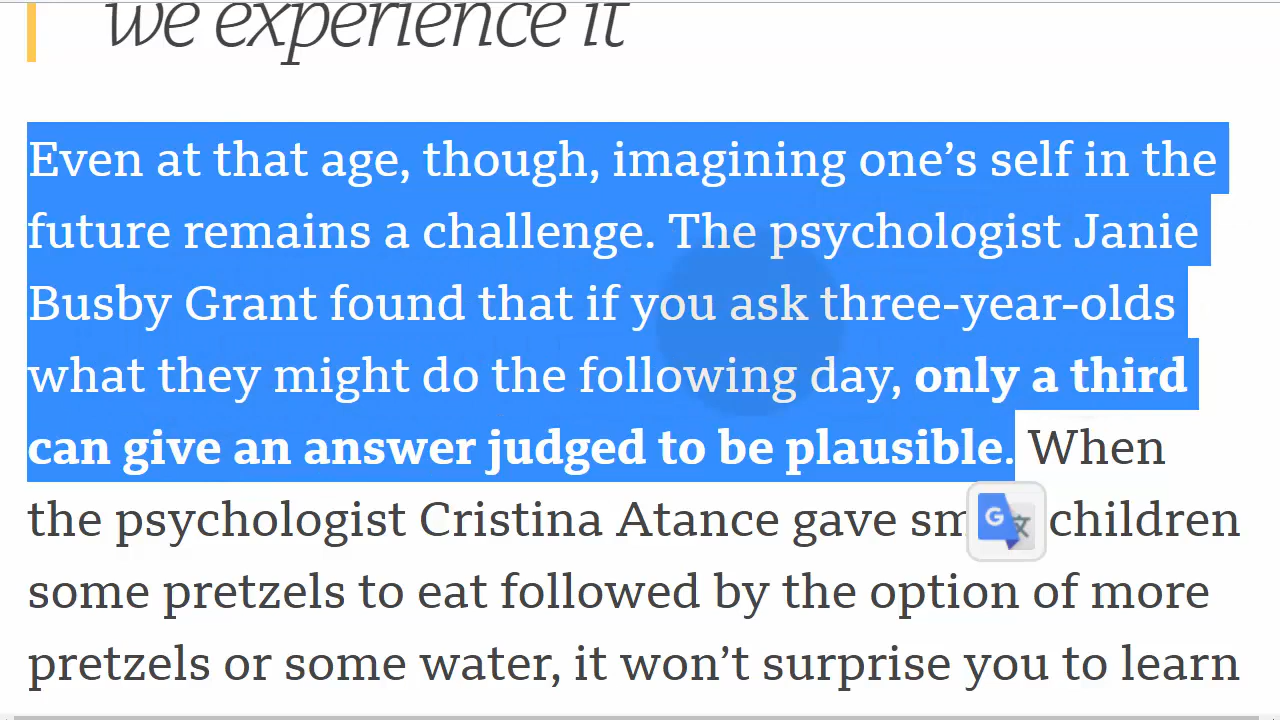 we experience it
Even at that age, though, imagining one’s self in the
future remains a challenge. The psychologist Janie
Busby Grant found that if you ask three-year-olds
what they might do the following day, only a third
can give an answer judged to be plausible. When
the psychologist Cristina Atance gave sm children
some pretzels to eat followed by the option of more
pretzels or some water, it won’t surprise you to learn